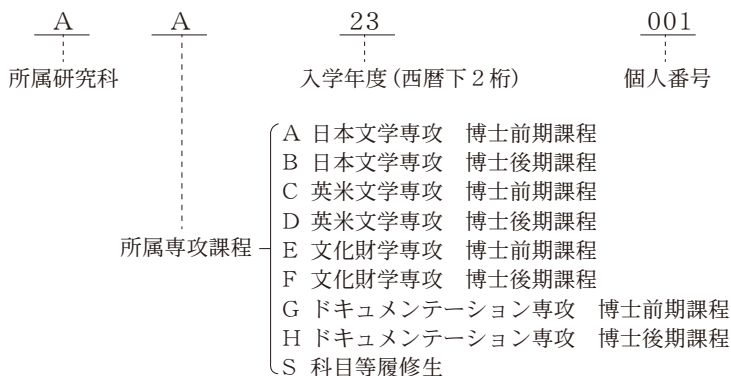 A A 23 001
所属研究科 入学年度(西暦下2桁) 個人番号
A 日本文学専攻 博士前期課程
B 日本文学専攻 博士後期課程
C 英米文学専攻 博士前期課程
D 英米文学専攻 博士後期課程
所属専攻課程
E 文化財学専攻 博士前期課程
F 文化財学専攻 博士後期課程
G ドキュメンテーション専攻 博士前期課程
H ドキュメンテーション専攻 博士後期課程
S 科目等履修生